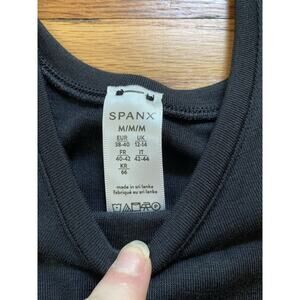 SPANX
M/M/M
EUR UK
38-40 12-14
FR IT
40-42 42-44
KR
66
made in sri lanka
fabriqué au sri lanka